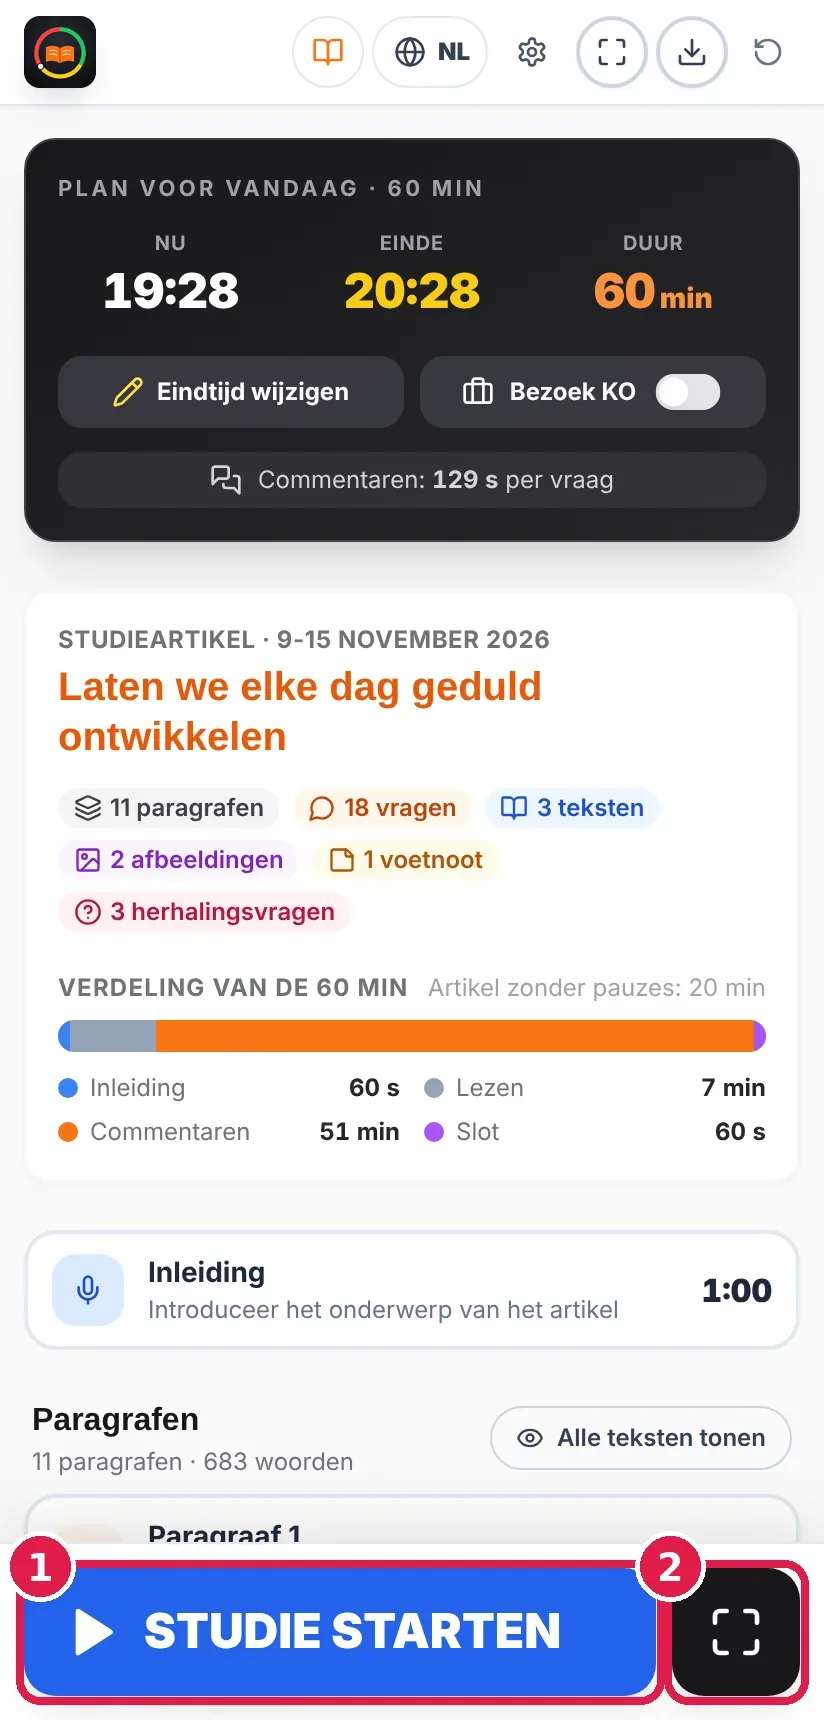 NL
PLAN VOOR VANDAAG · 60 MIN
NU EINDE DUUR
19:28 20:28 60 min
Eindtijd wijzigen Bezoek KO
Commentaren: 129 s per vraag
STUDIEARTIKEL · 9-15 NOVEMBER 2026
Laten we elke dag geduld
ontwikkelen
11 paragrafen 18 vragen 3 teksten
2 afbeeldingen 1 voetnoot
3 herhalingsvragen
VERDELING VAN DE 60 MIN Artikel zonder pauzes: 20 min
Inleiding 60 s Lezen 7 min
Commentaren 51 min Slot 60 s
Inleiding
Introduceer het onderwerp van het artikel
1:00
Paragrafen
11 paragrafen · 683 woorden
Alle teksten tonen
Paragraaf 1
1 2
STUDIE STARTEN